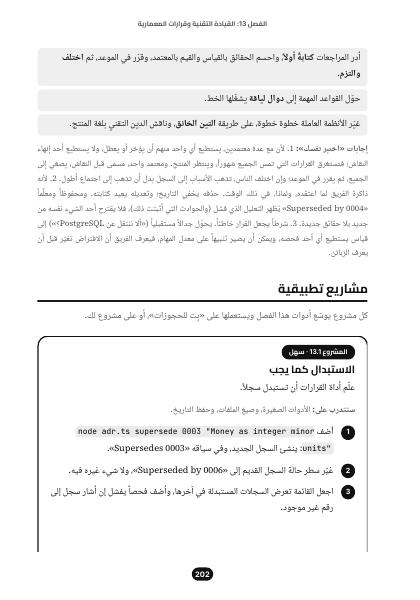 الفصل 13: القيادة التقنية وقرارات المعمارية
أدر المراجعات كتابةً أولاً، واحسم الحقائق بالقياس والقيم بالمعتمد، وقرّر في الموعد، ثم اختلف
والتزم.
حوّل القواعد المهمة إلى دوال لياقة يشغّلها الخط.
غيّر الأنظمة العاملة خطوة خطوة، على طريقة التين الخانق، وناقش الدين التقني بلغة المنتج.
إجابات «اختبر نفسك»: 1. لأن مع عدة معتمدين، يستطيع أي واحد منهم أن يؤخر أو يعطل، ولا يستطيع أحد إنهاء
النقاش؛ فتستغرق القرارات التي تمس الجميع شهوراً، وينتظر المنتج. ومعتمد واحد، مسمى قبل النقاش، يصغي إلى
الجميع، ثم يقرر في الموعد؛ وإن اختلف الناس، تذهب الأسباب إلى السجل بدل أن تذهب إلى اجتماع أطول. 2. لأنه
ذاكرة الفريق لما اعتقده، ولماذا، في ذلك الوقت. حذفه يخفي التاريخ؛ وتعديله يعيد كتابته. ومحفوظاً ومعلّماً
«Superseded by 0004» يُظهر التعليل الذي فشل (والحوادث التي أثبتت ذلك)، فلا يقترح أحد الشيء نفسه من
جديد بلا حقائق جديدة. 3. شرطاً يجعل القرار خاطئاً. يحوّل جدالاً مستقبلياً («ألا ننتقل عن PostgreSQL؟») إلى
قياس يستطيع أي أحد فحصه، ويمكن أن يصير تنبيهاً على معدل المهام، فيعرف الفريق أن الافتراض تغيّر قبل أن
يعرف الزبائن.
مشاريع تطبيقية
كل مشروع يوسّع أدوات هذا الفصل ويستعملها على «بِت للحجوزات»، أو على مشروع لك.
المشروع 13.1 · سهل
الاستبدال كما يجب
علّم أداة القرارات أن تستبدل سجلاً.
ستتدرب على: الأدوات الصغيرة، وصيغ الملفات، وحفظ التاريخ.
1 أضف node adr.ts supersede 0003 "Money as integer minor
units": ينشئ السجل الجديد، وفي سياقه «Supersedes 0003».
2 غيّر سطر حالة السجل القديم إلى «Superseded by 0006»، ولا شيء غيره فيه.
3 اجعل القائمة تعرض السجلات المستبدلة في آخرها، وأضف فحصاً يفشل إن أشار سجل إلى
رقم غير موجود.
202